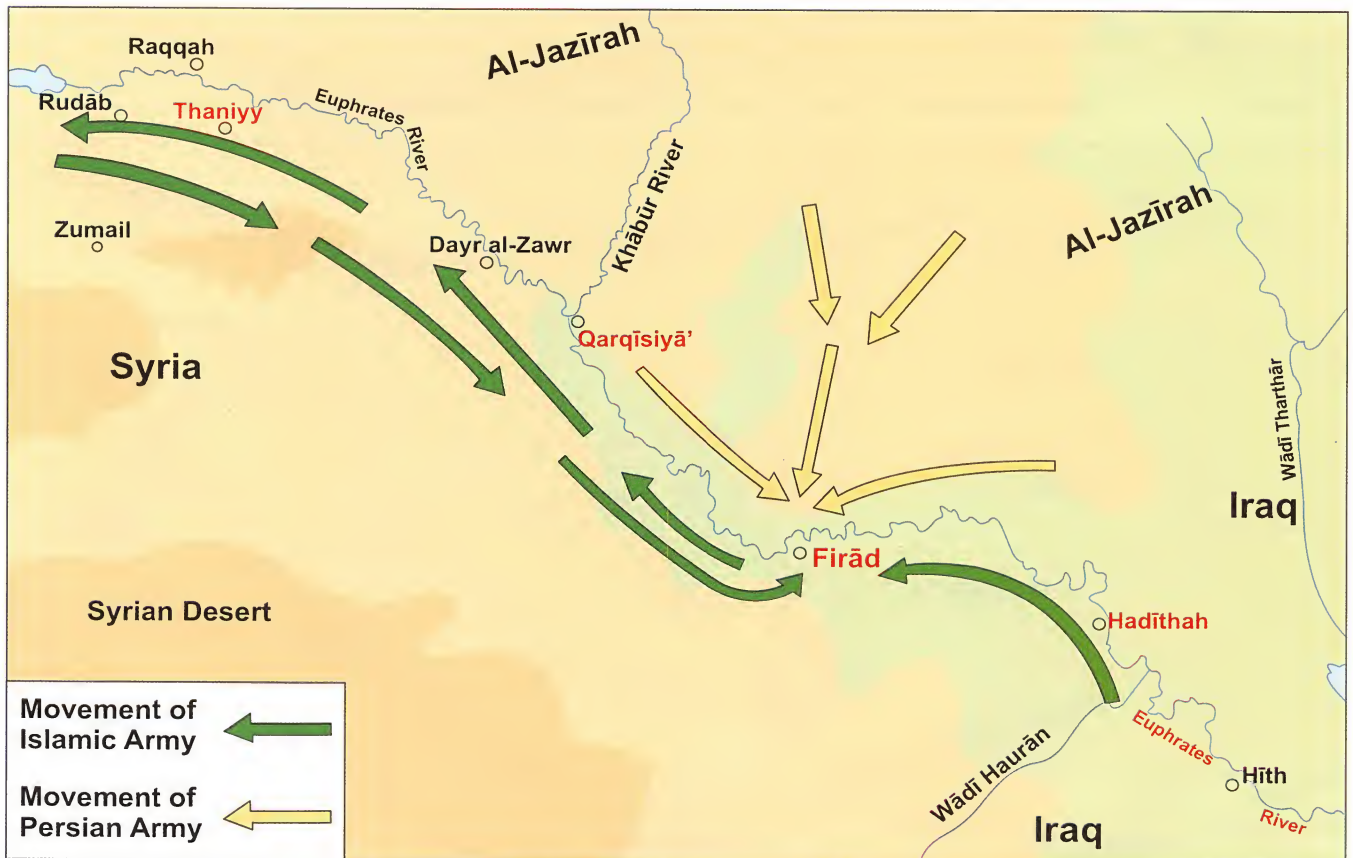 Raqqah
Al-Jazīrah
Rudāb
Thaniyy
Euphrates
River
Zumail
Dayr al-Zawr
Khābūr River
Al-Jazīrah
Qarqīsiyā’
Syria
Wādī Tharthār
Iraq
Firād
Syrian Desert
Hadīthah
Movement of
Islamic Army
Movement of
Persian Army
Wādī Haurān
Euphrates
River
Hīth
Iraq